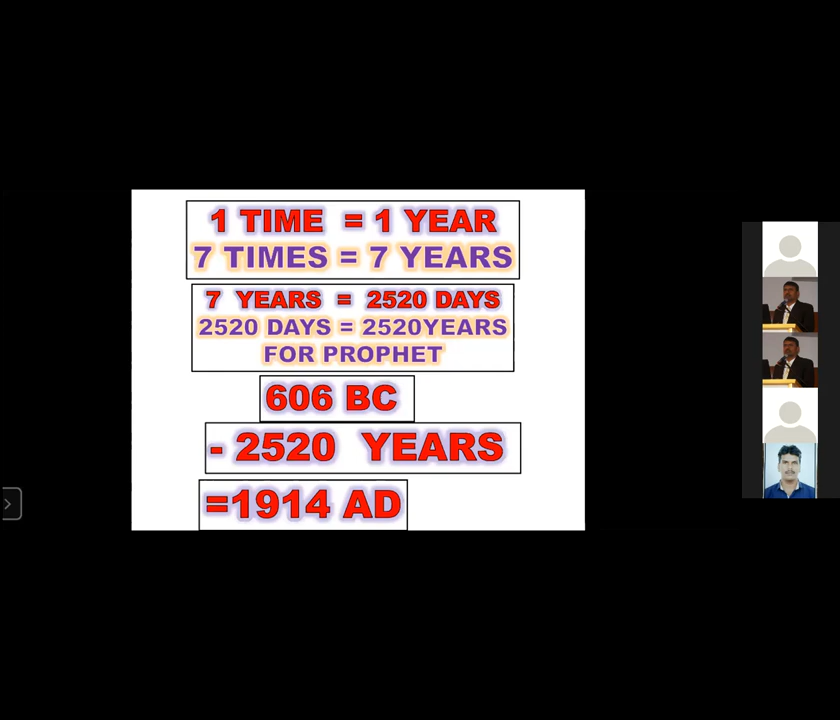 1 TIME = 1 YEAR
7 TIMES = 7 YEARS
7 YEARS = 2520 DAYS
2520 DAYS = 2520YEARS
FOR PROPHET
606 BC
- 2520 YEARS
=1914 AD